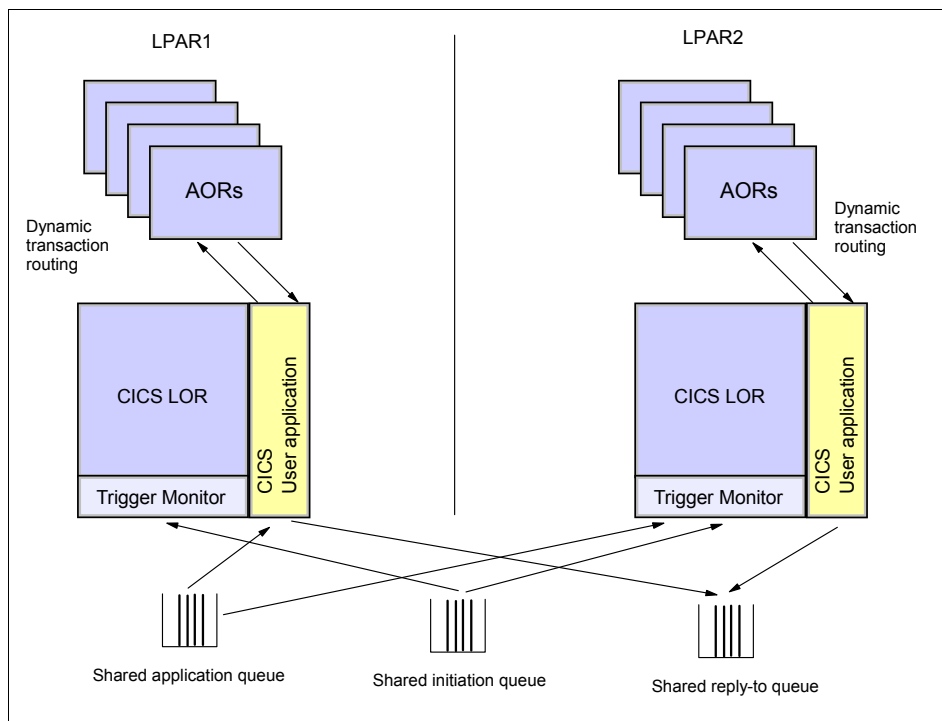 LPAR1
LPAR2
AORs
AORs
Dynamic
transaction
routing
Dynamic
transaction
routing
CICS LOR
CICS
User application
Trigger Monitor
CICS LOR
CICS
User application
Trigger Monitor
Shared application queue
Shared initiation queue
Shared reply-to queue